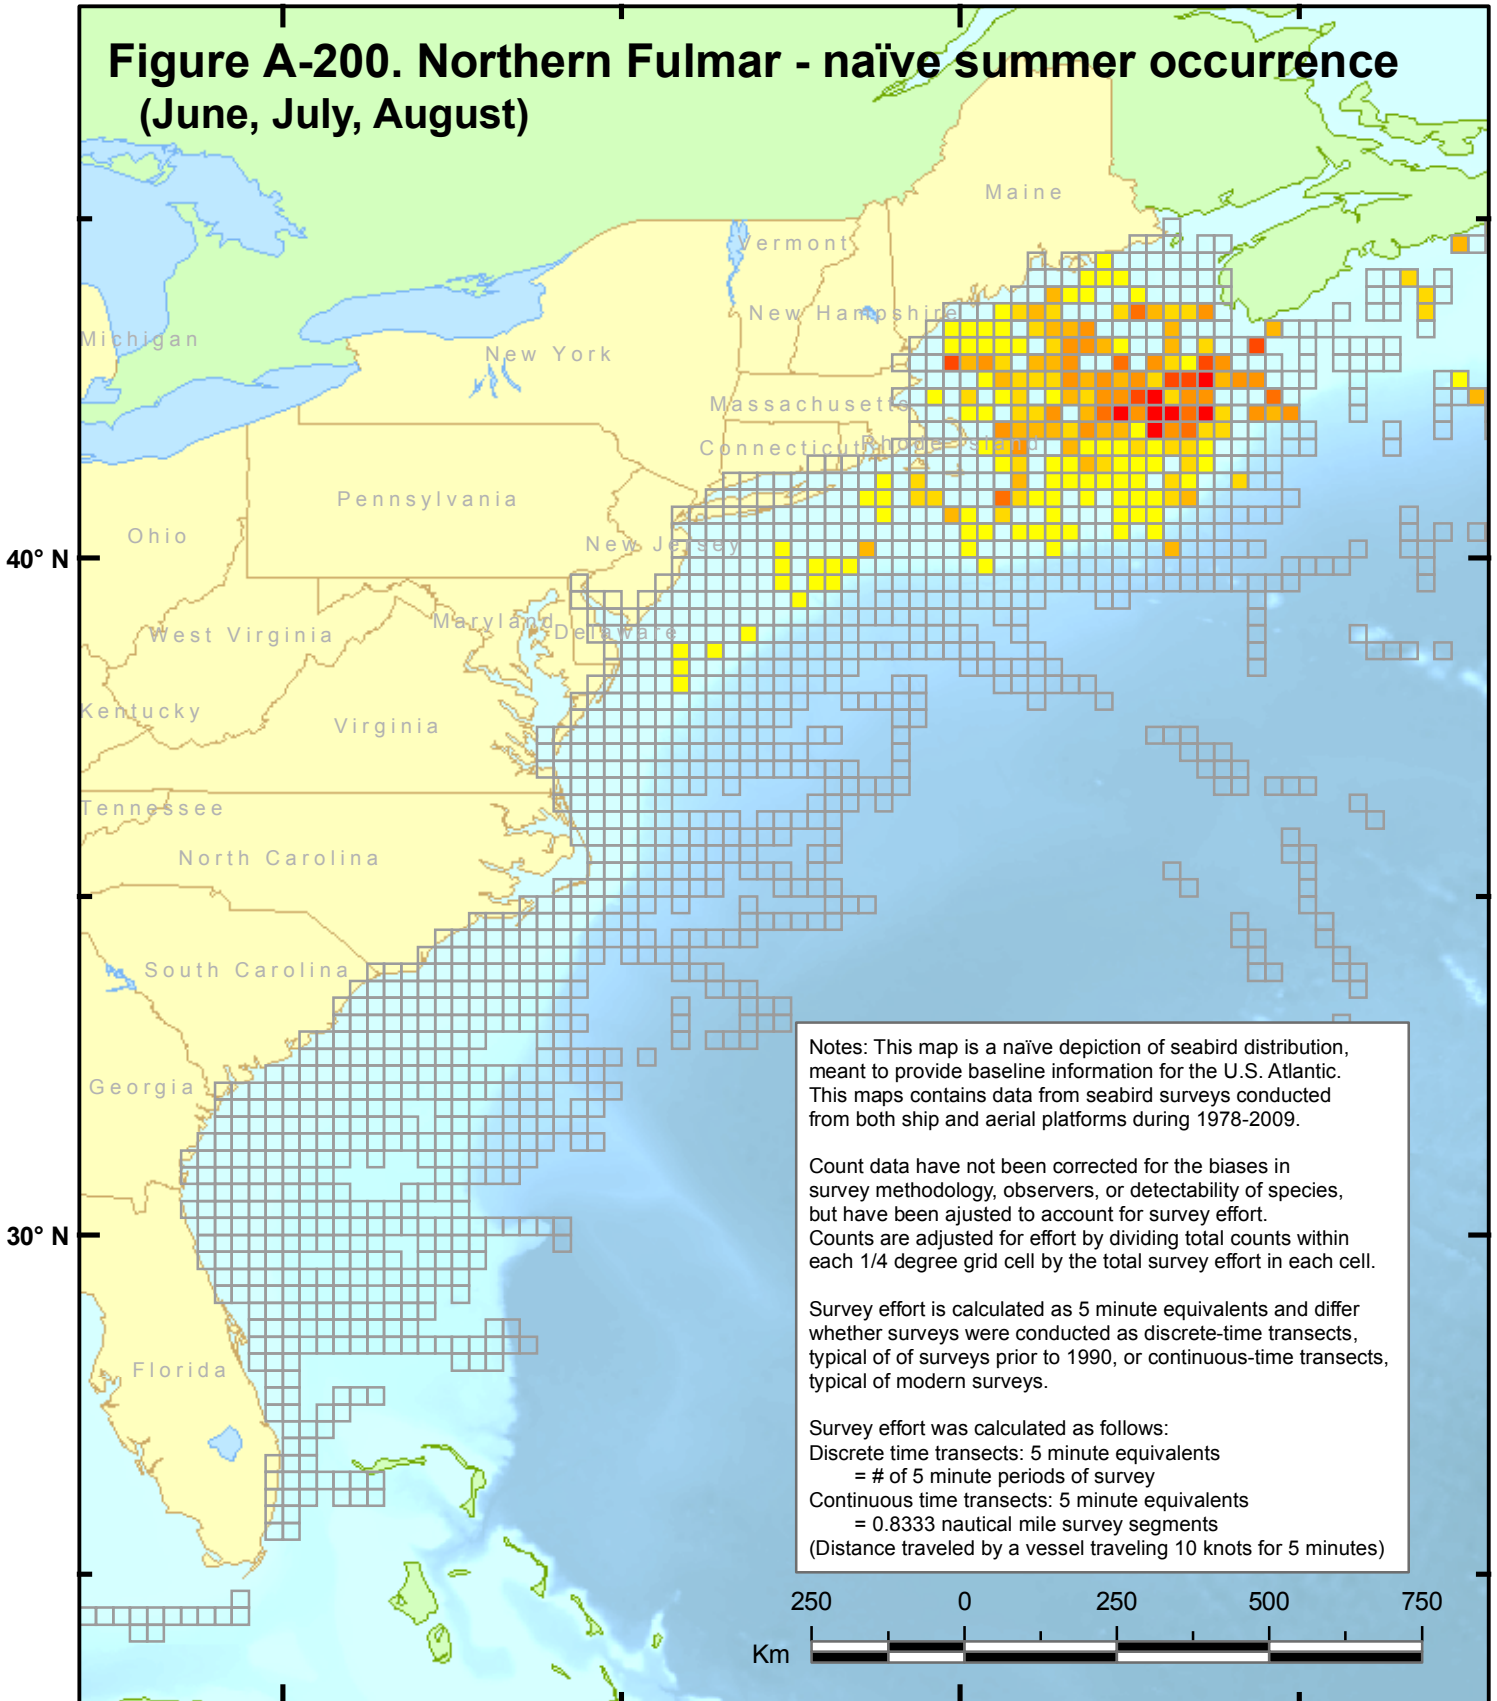 Figure A-200. Northern Fulmar - naïve summer occurrence
(June, July, August)
Maine
Vermont
New Hampshire
Michigan
New York
Massachusetts
Connecticut
Rhode Island
Pennsylvania
Ohio
New Jersey
40° N
West Virginia
Maryland
Delaware
Kentucky
Virginia
Tennessee
North Carolina
South Carolina
Georgia
30° N
Florida
Notes: This map is a naïve depiction of seabird distribution,
meant to provide baseline information for the U.S. Atlantic.
This maps contains data from seabird surveys conducted
from both ship and aerial platforms during 1978-2009.
Count data have not been corrected for the biases in
survey methodology, observers, or detectability of species,
but have been ajusted to account for survey effort.
Counts are adjusted for effort by dividing total counts within
each 1/4 degree grid cell by the total survey effort in each cell.
Survey effort is calculated as 5 minute equivalents and differ
whether surveys were conducted as discrete-time transects,
typical of of surveys prior to 1990, or continuous-time transects,
typical of modern surveys.
Survey effort was calculated as follows:
Discrete time transects: 5 minute equivalents
= # of 5 minute periods of survey
Continuous time transects: 5 minute equivalents
= 0.8333 nautical mile survey segments
(Distance traveled by a vessel traveling 10 knots for 5 minutes)
250 0 250 500 750
Km